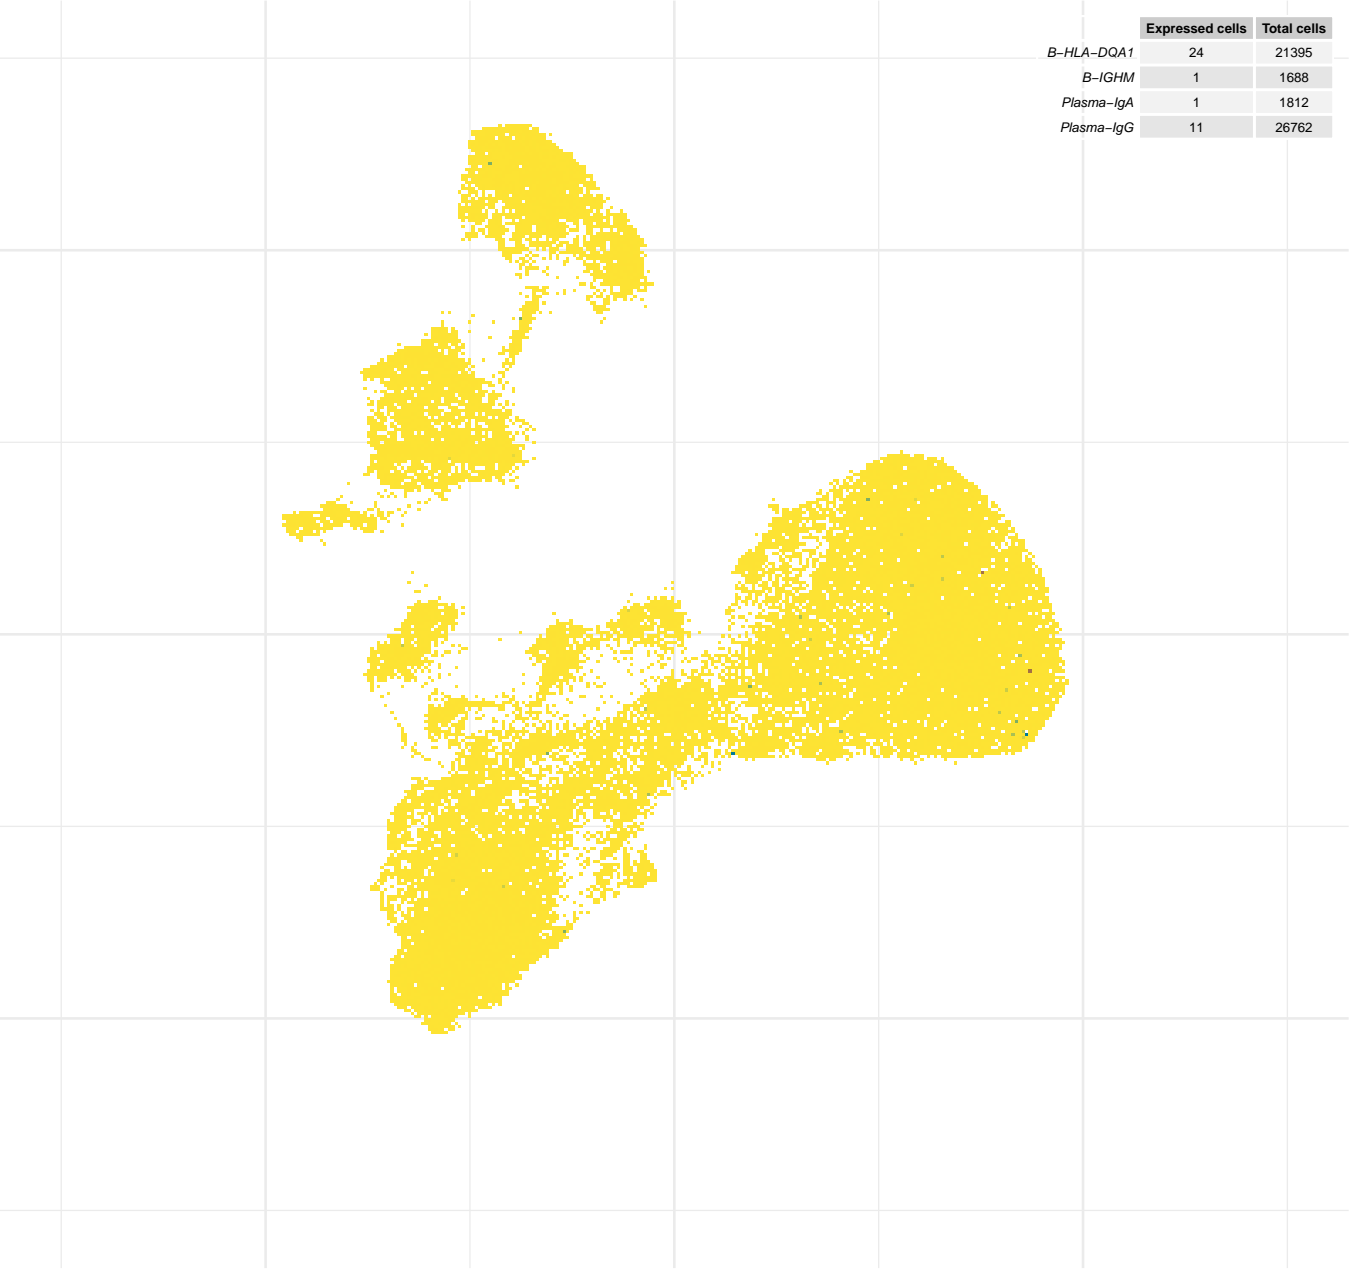 Expressed cells Total cells
B−HLA−DQA1 24 21395
B−IGHM 1 1688
Plasma−IgA 1 1812
Plasma−IgG 11 26762